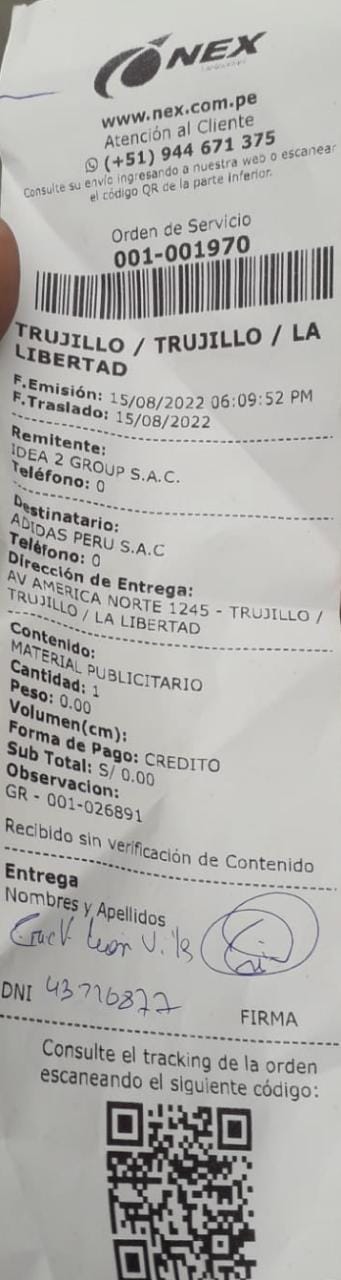 NEX
www.nex.com.pe
Atención al Cliente
(+51) 944 671 375
Consulte su envío ingresando a nuestra web o escanear
el código QR de la parte inferior.
Orden de Servicio
001-001970
TRUJILLO / TRUJILLO / LA
LIBERTAD
F.Emisión: 15/08/2022 06:09:52 PM
F.Traslado: 15/08/2022
Remitente:
IDEA 2 GROUP S.A.C.
Teléfono: 0
Destinatario:
ADIDAS PERU S.A.C
Teléfono: 0
Dirección de Entrega:
AV AMERICA NORTE 1245 - TRUJILLO /
TRUJILLO / LA LIBERTAD
Contenido:
MATERIAL PUBLICITARIO
Cantidad: 1
Peso: 0.00
Volumen(cm):
Forma de Pago: CREDITO
Sub Total: S/ 0.00
Observacion:
GR - 001-026891
Recibido sin verificación de Contenido
Entrega
Nombres y Apellidos
León
DNI 43716877
FIRMA
Consulte el tracking de la orden
escaneando el siguiente código: